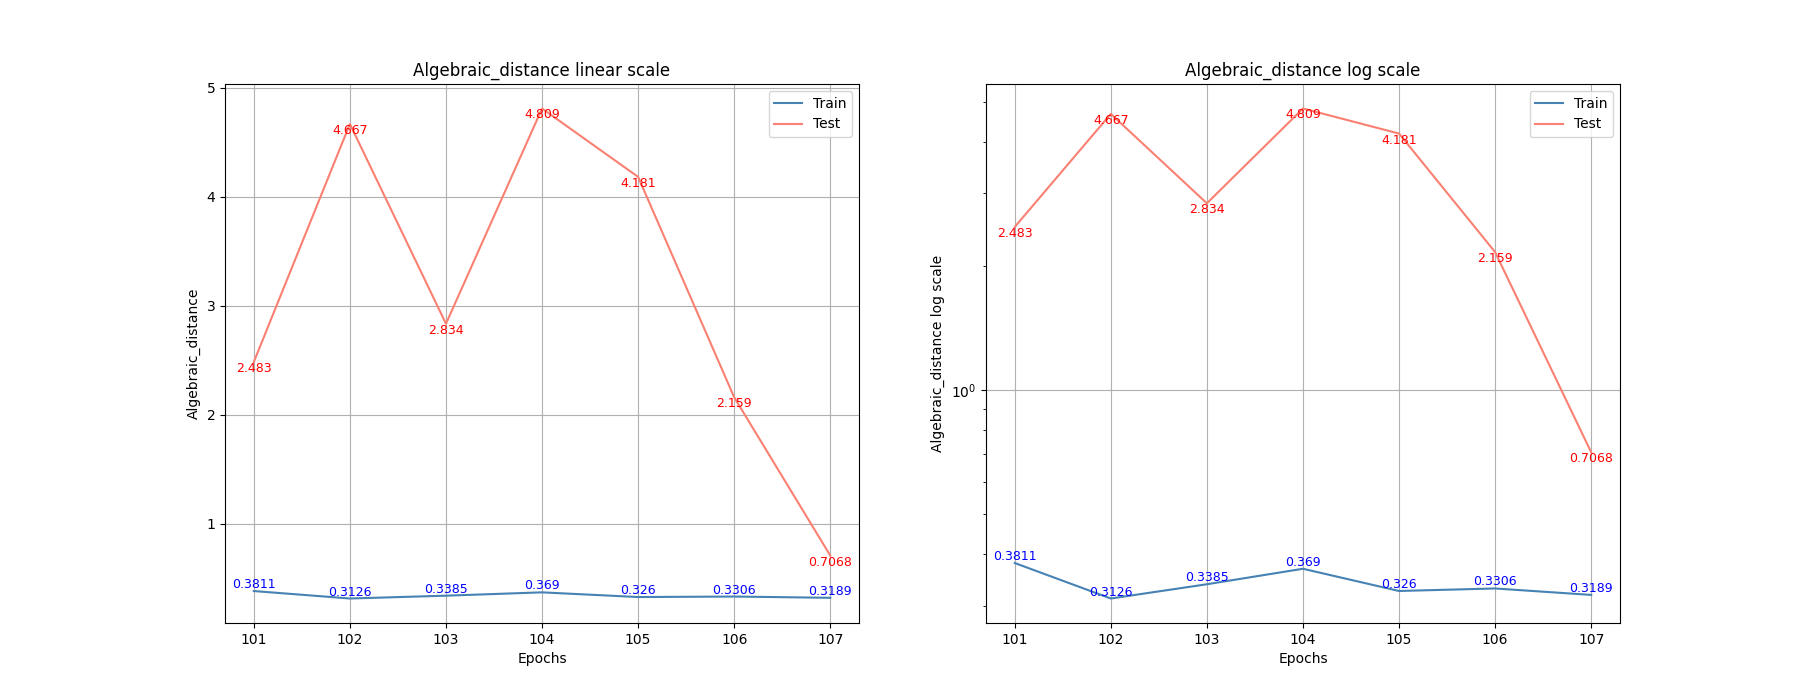 Algebraic_distance linear scale
5
4
3
2
1
Algebraic_distance
Train
Test
2.483
4.667
2.834
4.809
4.181
2.159
0.7068
0.3811
0.3126
0.3385
0.369
0.326
0.3306
0.3189
101 102 103 104 105 106 107
Epochs
Algebraic_distance log scale
10⁰
Algebraic_distance log scale
Train
Test
2.483
4.667
2.834
4.809
4.181
2.159
0.7068
0.3811
0.3126
0.3385
0.369
0.326
0.3306
0.3189
101 102 103 104 105 106 107
Epochs